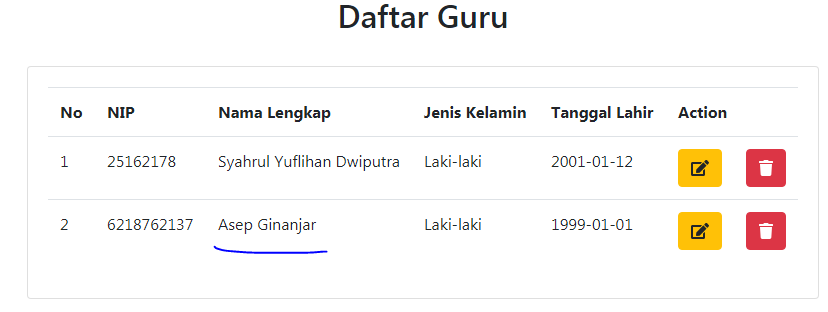 Daftar Guru
No NIP Nama Lengkap Jenis Kelamin Tanggal Lahir Action
1 25162178 Syahrul Yuflihan Dwiputra Laki-laki 2001-01-12
2 6218762137 Asep Ginanjar Laki-laki 1999-01-01